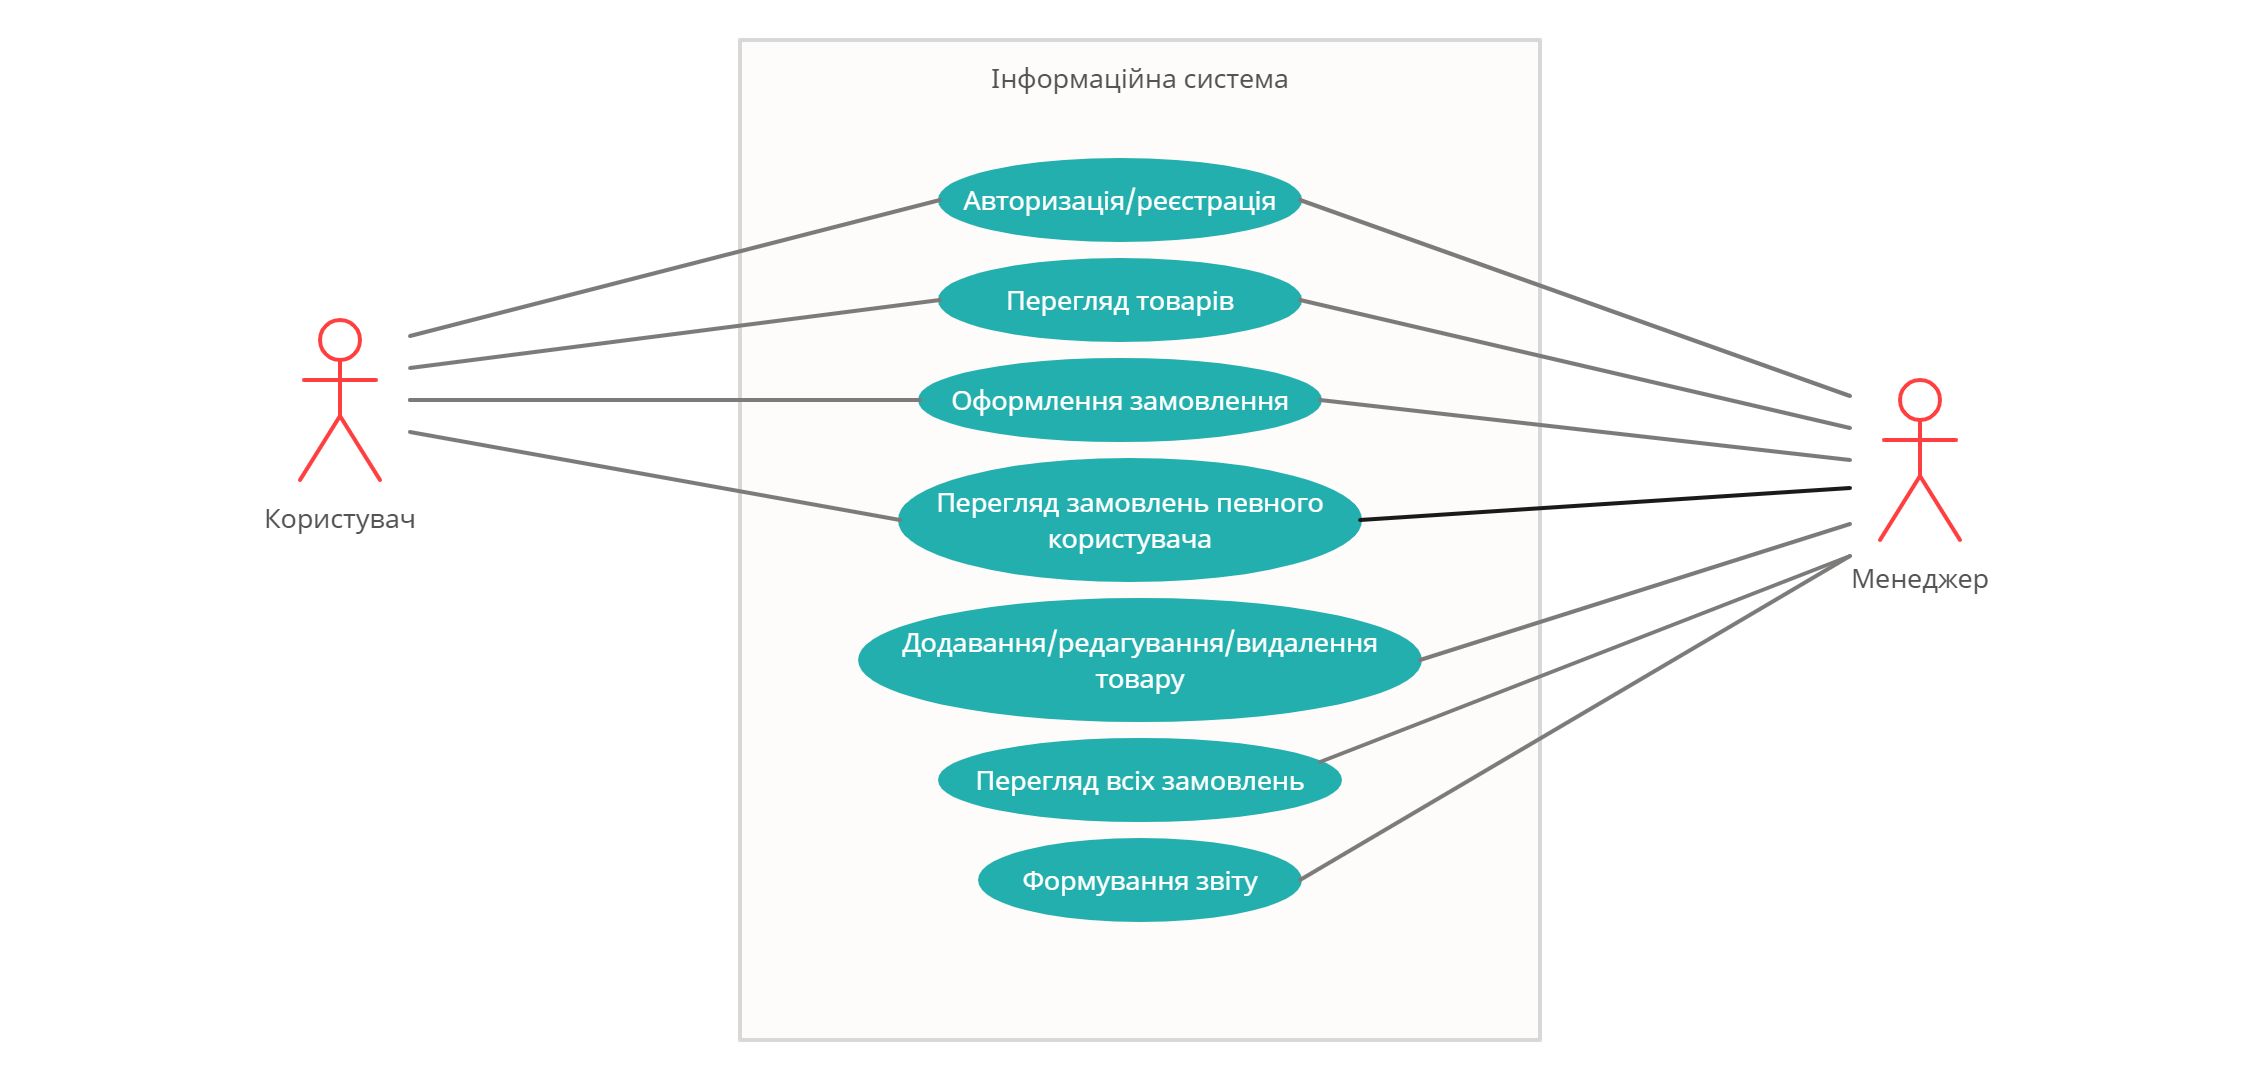 Інформаційна система
Авторизація/реєстрація
Перегляд товарів
Оформлення замовлення
Перегляд замовлень певного
користувача
Додавання/редагування/видалення
товару
Перегляд всіх замовлень
Формування звіту
Користувач
Менеджер